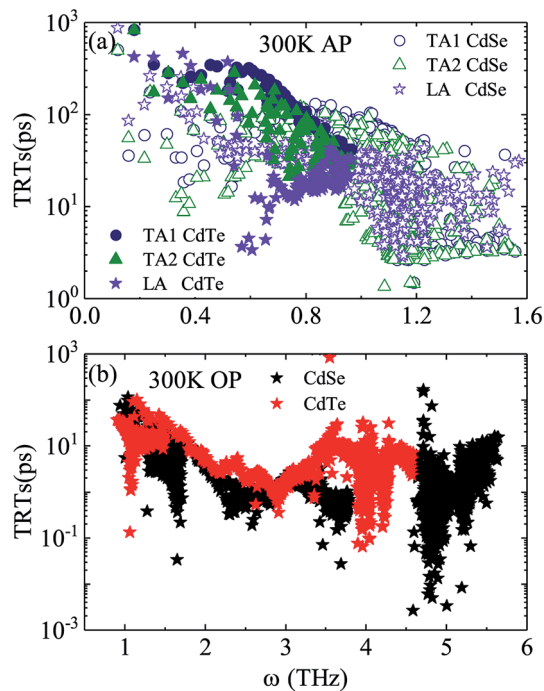 (a) 300K AP
TA1 CdSe
TA2 CdSe
LA CdSe
TA1 CdTe
TA2 CdTe
LA CdTe
TRTs(ps)
10³
10²
10¹
10⁰
0.0 0.4 0.8 1.2 1.6
(b) 300K OP
CdSe
CdTe
TRTs(ps)
10³
10¹
10⁻¹
10⁻³
1 2 3 4 5 6
ω (THz)